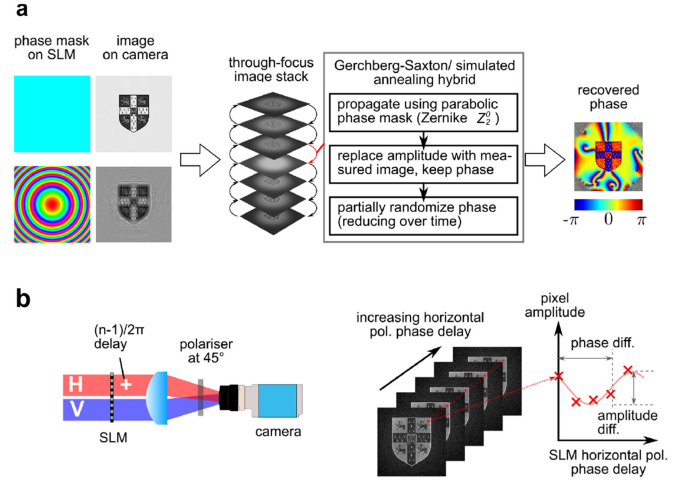 a
phase mask
on SLM
image
on camera
through-focus
image stack
Gerchberg-Saxton/ simulated
annealing hybrid
propagate using parabolic
phase mask (Zernike Z₂⁰ )
replace amplitude with mea-
sured image, keep phase
partially randomize phase
(reducing over time)
recovered
phase
-π 0 π
b
(n-1)/2π
delay
polariser
at 45°
H +
V
SLM
camera
increasing horizontal
pol. phase delay
pixel
amplitude
phase diff.
amplitude
diff.
SLM horizontal pol.
phase delay